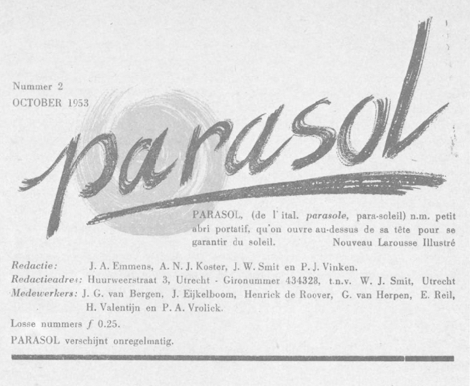 Nummer 2
OCTOBER 1953
parasol
PARASOL, (de l'ital. parasole, para-soleil) n.m. petit
abri portatif, qu'on ouvre au-dessus de sa tête pour se
garantir du soleil. Nouveau Larousse Illustré
Redactie: J. A. Emmens, A. N. J. Koster, J. W. Smit en P. J. Vinken.
Redactieadres: Huurweerstraat 3, Utrecht - Gironummer 434328, t.n.v. W. J. Smit, Utrecht
Medewerkers: J. G. van Bergen, J. Eijkelboom, Henrick de Roover, G. van Herpen, E. Reil,
H. Valentijn en P. A. Vrolick.
Losse nummers ƒ 0.25.
PARASOL verschijnt onregelmatig.